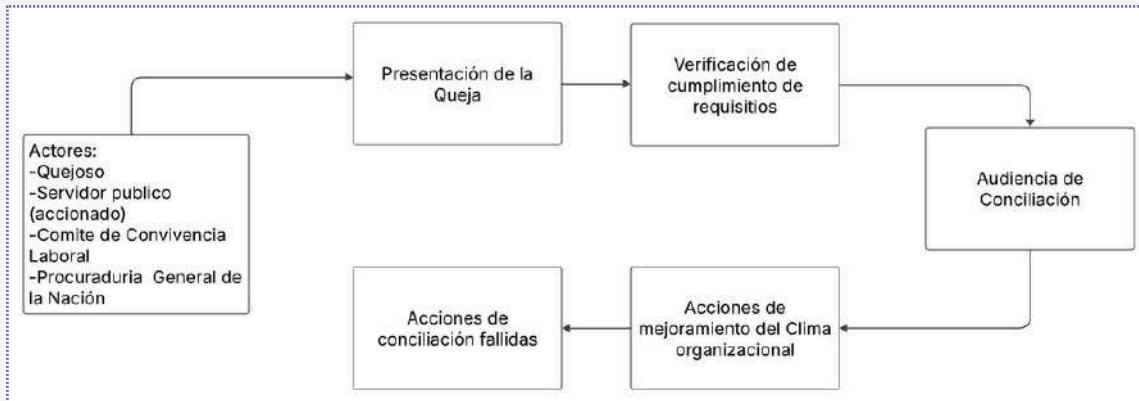 Presentación de la
Queja
Verificación de
cumplimiento de
requisitios
Actores:
-Quejoso
-Servidor publico
(accionado)
-Comite de Convivencia
Laboral
-Procuraduria General de
la Nación
Audiencia de
Conciliación
Acciones de
mejoramiento del Clima
organizacional
Acciones de
conciliación fallidas